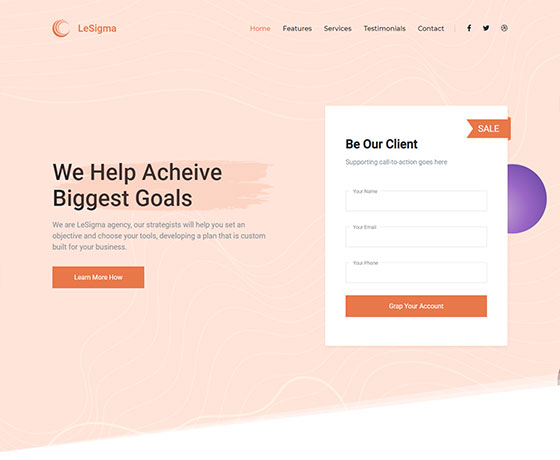 LeSigma
Home Features Services Testimonials Contact
SALE
Be Our Client
Supporting call-to-action goes here
We Help Acheive
Biggest Goals
We are LeSigma agency, our strategists will help you set an
objective and choose your tools, developing a plan that is custom
built for your business.
Learn More How
Your Name
Your Email
Your Phone
Grap Your Account